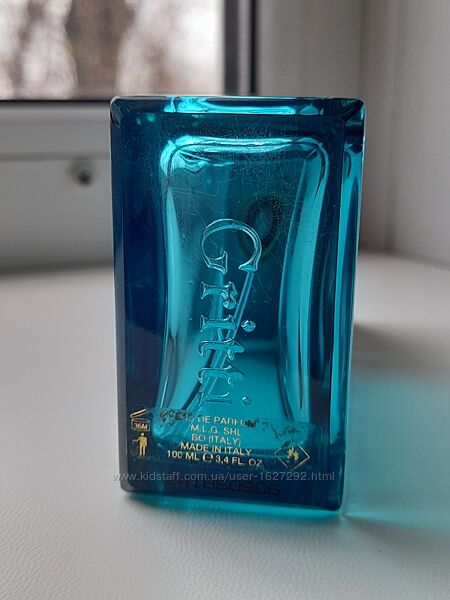 Gritti
DE PARFUM
M.L.G. SRL
BO (ITALY)
MADE IN ITALY
100 ML ℮ 3,4 FL. OZ
36M
www.kidstaff.com.ua/user-1627292.html